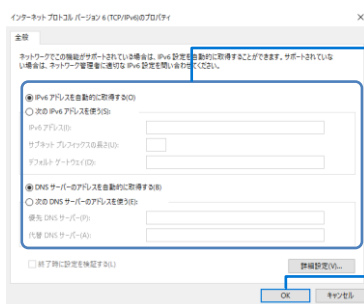 インターネット プロトコル バージョン 6 (TCP/IPv6)のプロパティ
全般
ネットワークでこの機能がサポートされている場合は、IPv6 設定を自動的に取得することができます。サポートされていな
い場合は、ネットワーク管理者に適切な IPv6 設定を問い合わせてください。
IPv6 アドレスを自動的に取得する(O)
次の IPv6 アドレスを使う(S):
IPv6 アドレス(I):
サブネット プレフィックスの長さ(U):
デフォルト ゲートウェイ(D):
DNS サーバーのアドレスを自動的に取得する(B)
次の DNS サーバーのアドレスを使う(E):
優先 DNS サーバー(P):
代替 DNS サーバー(A):
終了時に設定を検証する(L)
詳細設定(V)...
OK
キャンセル